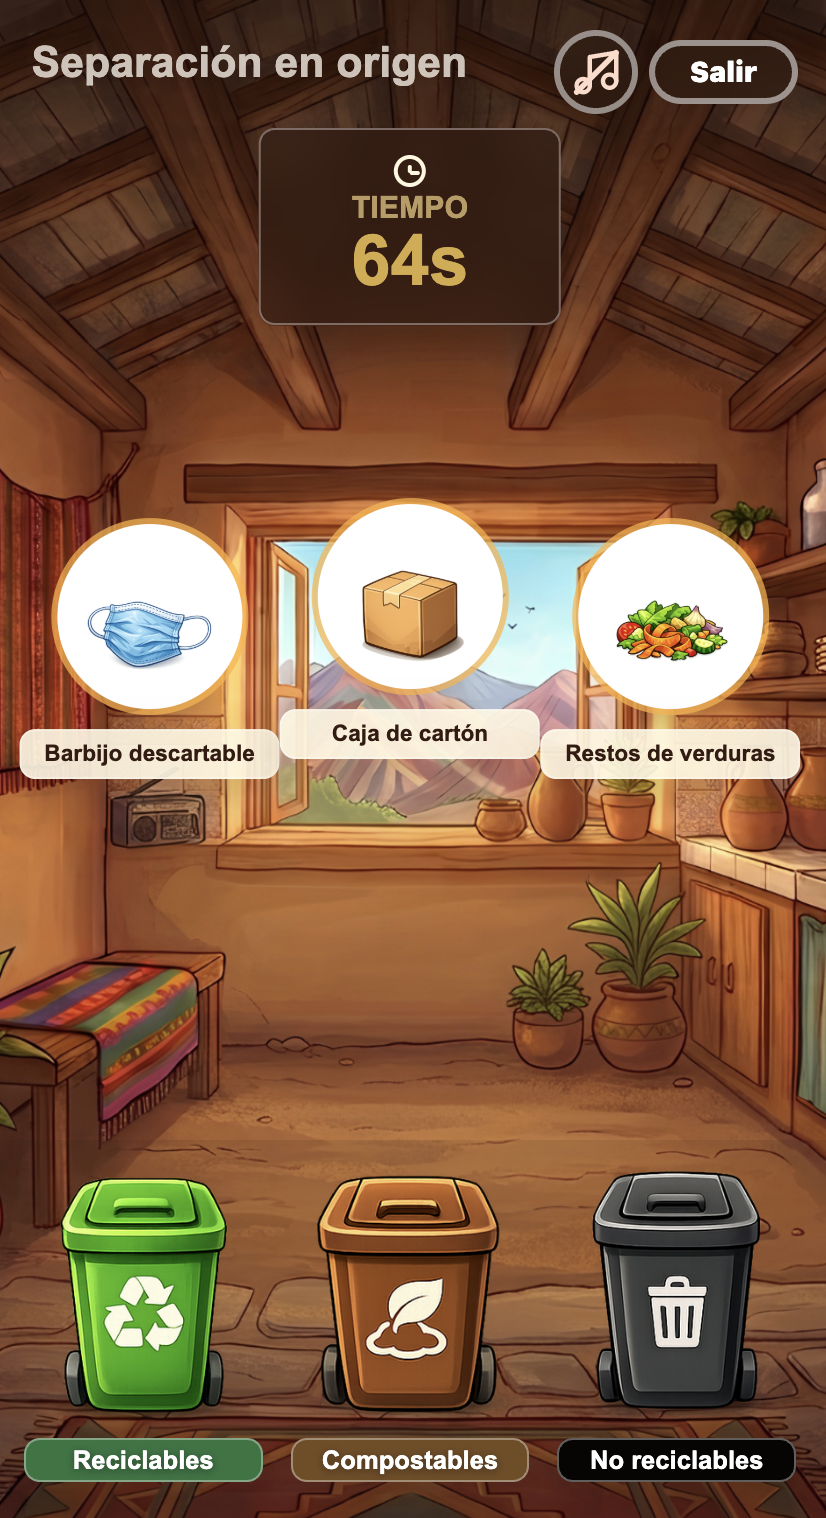 Separación en origen
Salir
TIEMPO
64s
Barbijo descartable
Caja de cartón
Restos de verduras
Reciclables
Compostables
No reciclables